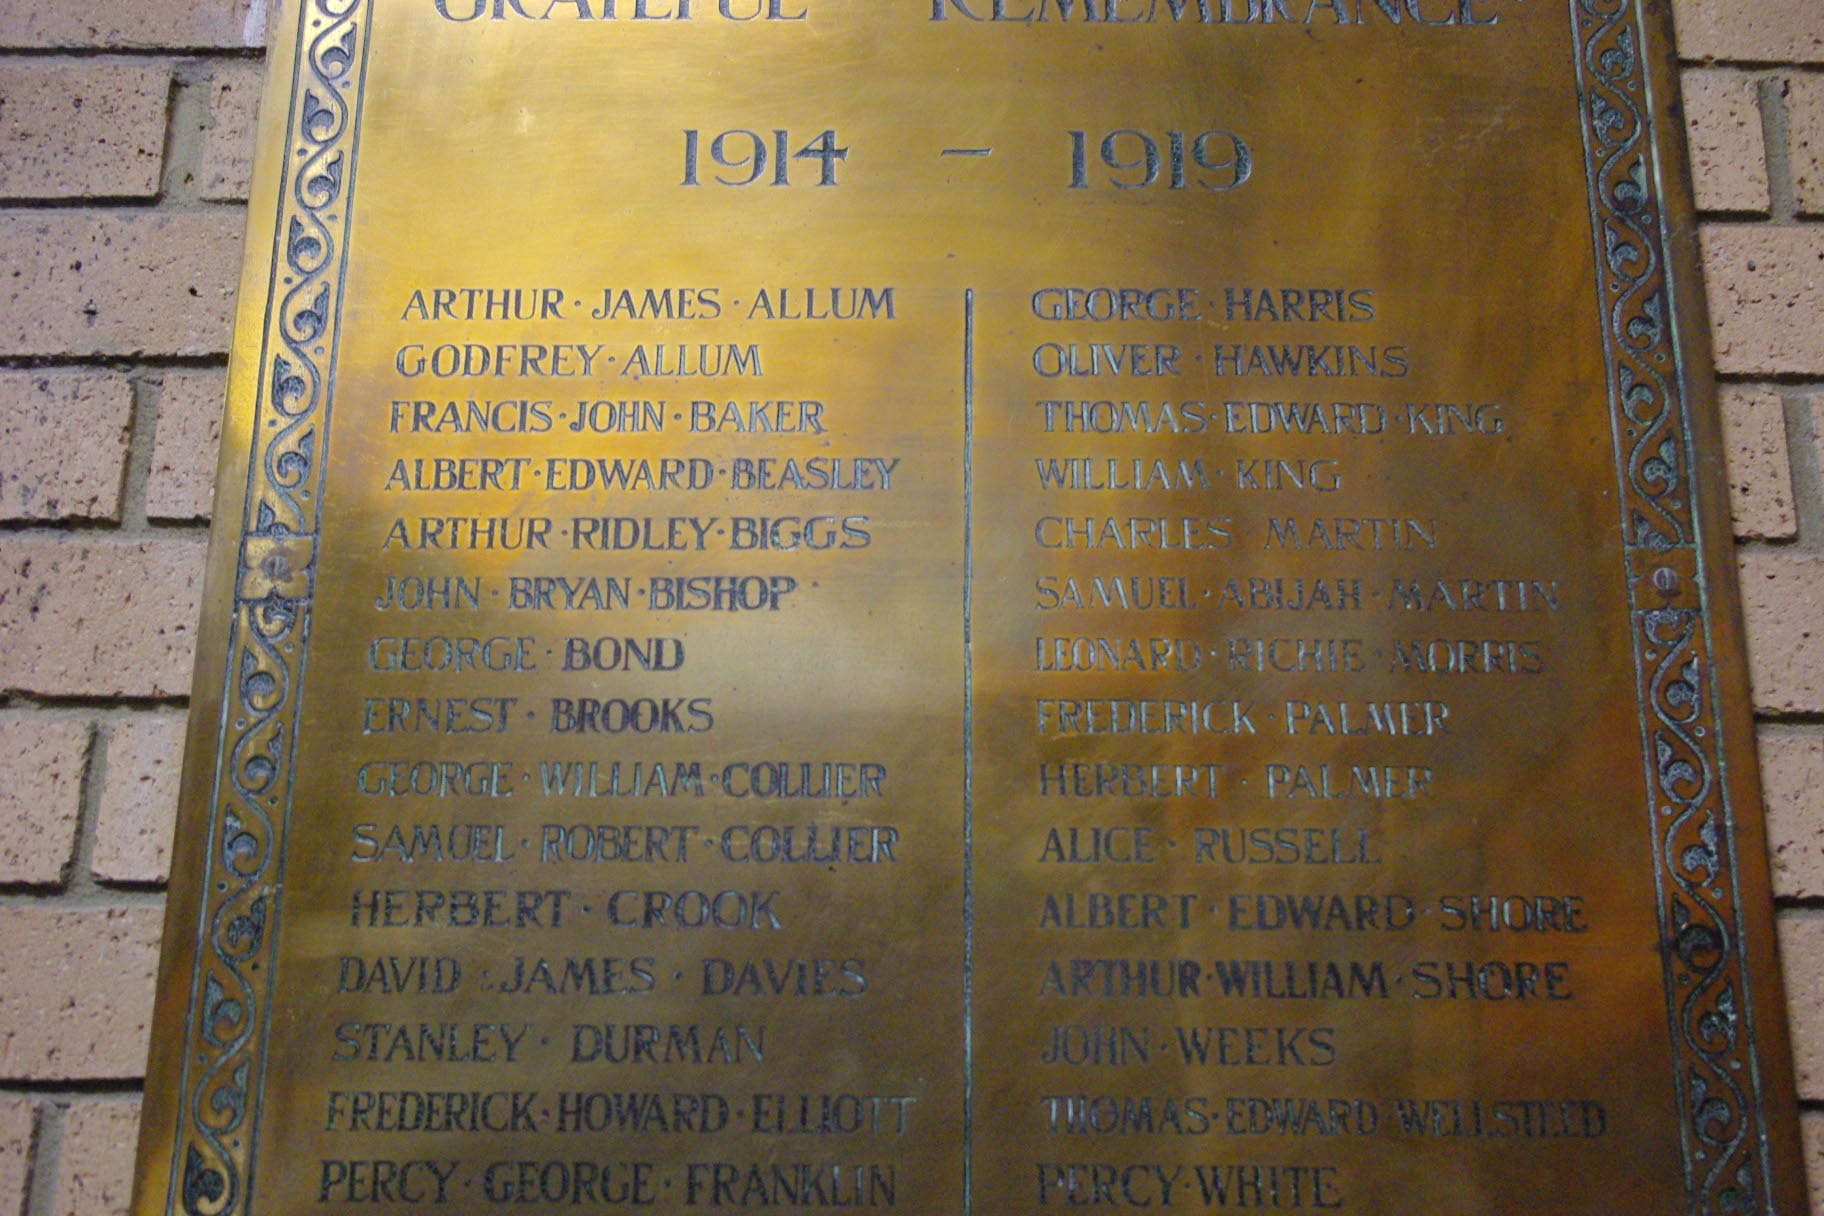 GRATEFUL REMEMBRANCE
1914 - 1919
ARTHUR · JAMES · ALLUM
GODFREY · ALLUM
FRANCIS · JOHN · BAKER
ALBERT · EDWARD · BEASLEY
ARTHUR · RIDLEY · BIGGS
JOHN · BRYAN · BISHOP
GEORGE · BOND
ERNEST · BROOKS
GEORGE · WILLIAM · COLLIER
SAMUEL · ROBERT · COLLIER
HERBERT · CROOK
DAVID · JAMES · DAVIES
STANLEY · DURMAN
FREDERICK · HOWARD · ELLIOTT
PERCY · GEORGE · FRANKLIN
GEORGE · HARRIS
OLIVER · HAWKINS
THOMAS · EDWARD · KING
WILLIAM · KING
CHARLES · MARTIN
SAMUEL · ABIJAH · MARTIN
LEONARD · RICHIE · MORRIS
FREDERICK · PALMER
HERBERT · PALMER
ALICE · RUSSELL
ALBERT · EDWARD · SHORE
ARTHUR · WILLIAM · SHORE
JOHN · WEEKS
THOMAS · EDWARD · WELLSTEED
PERCY · WHITE